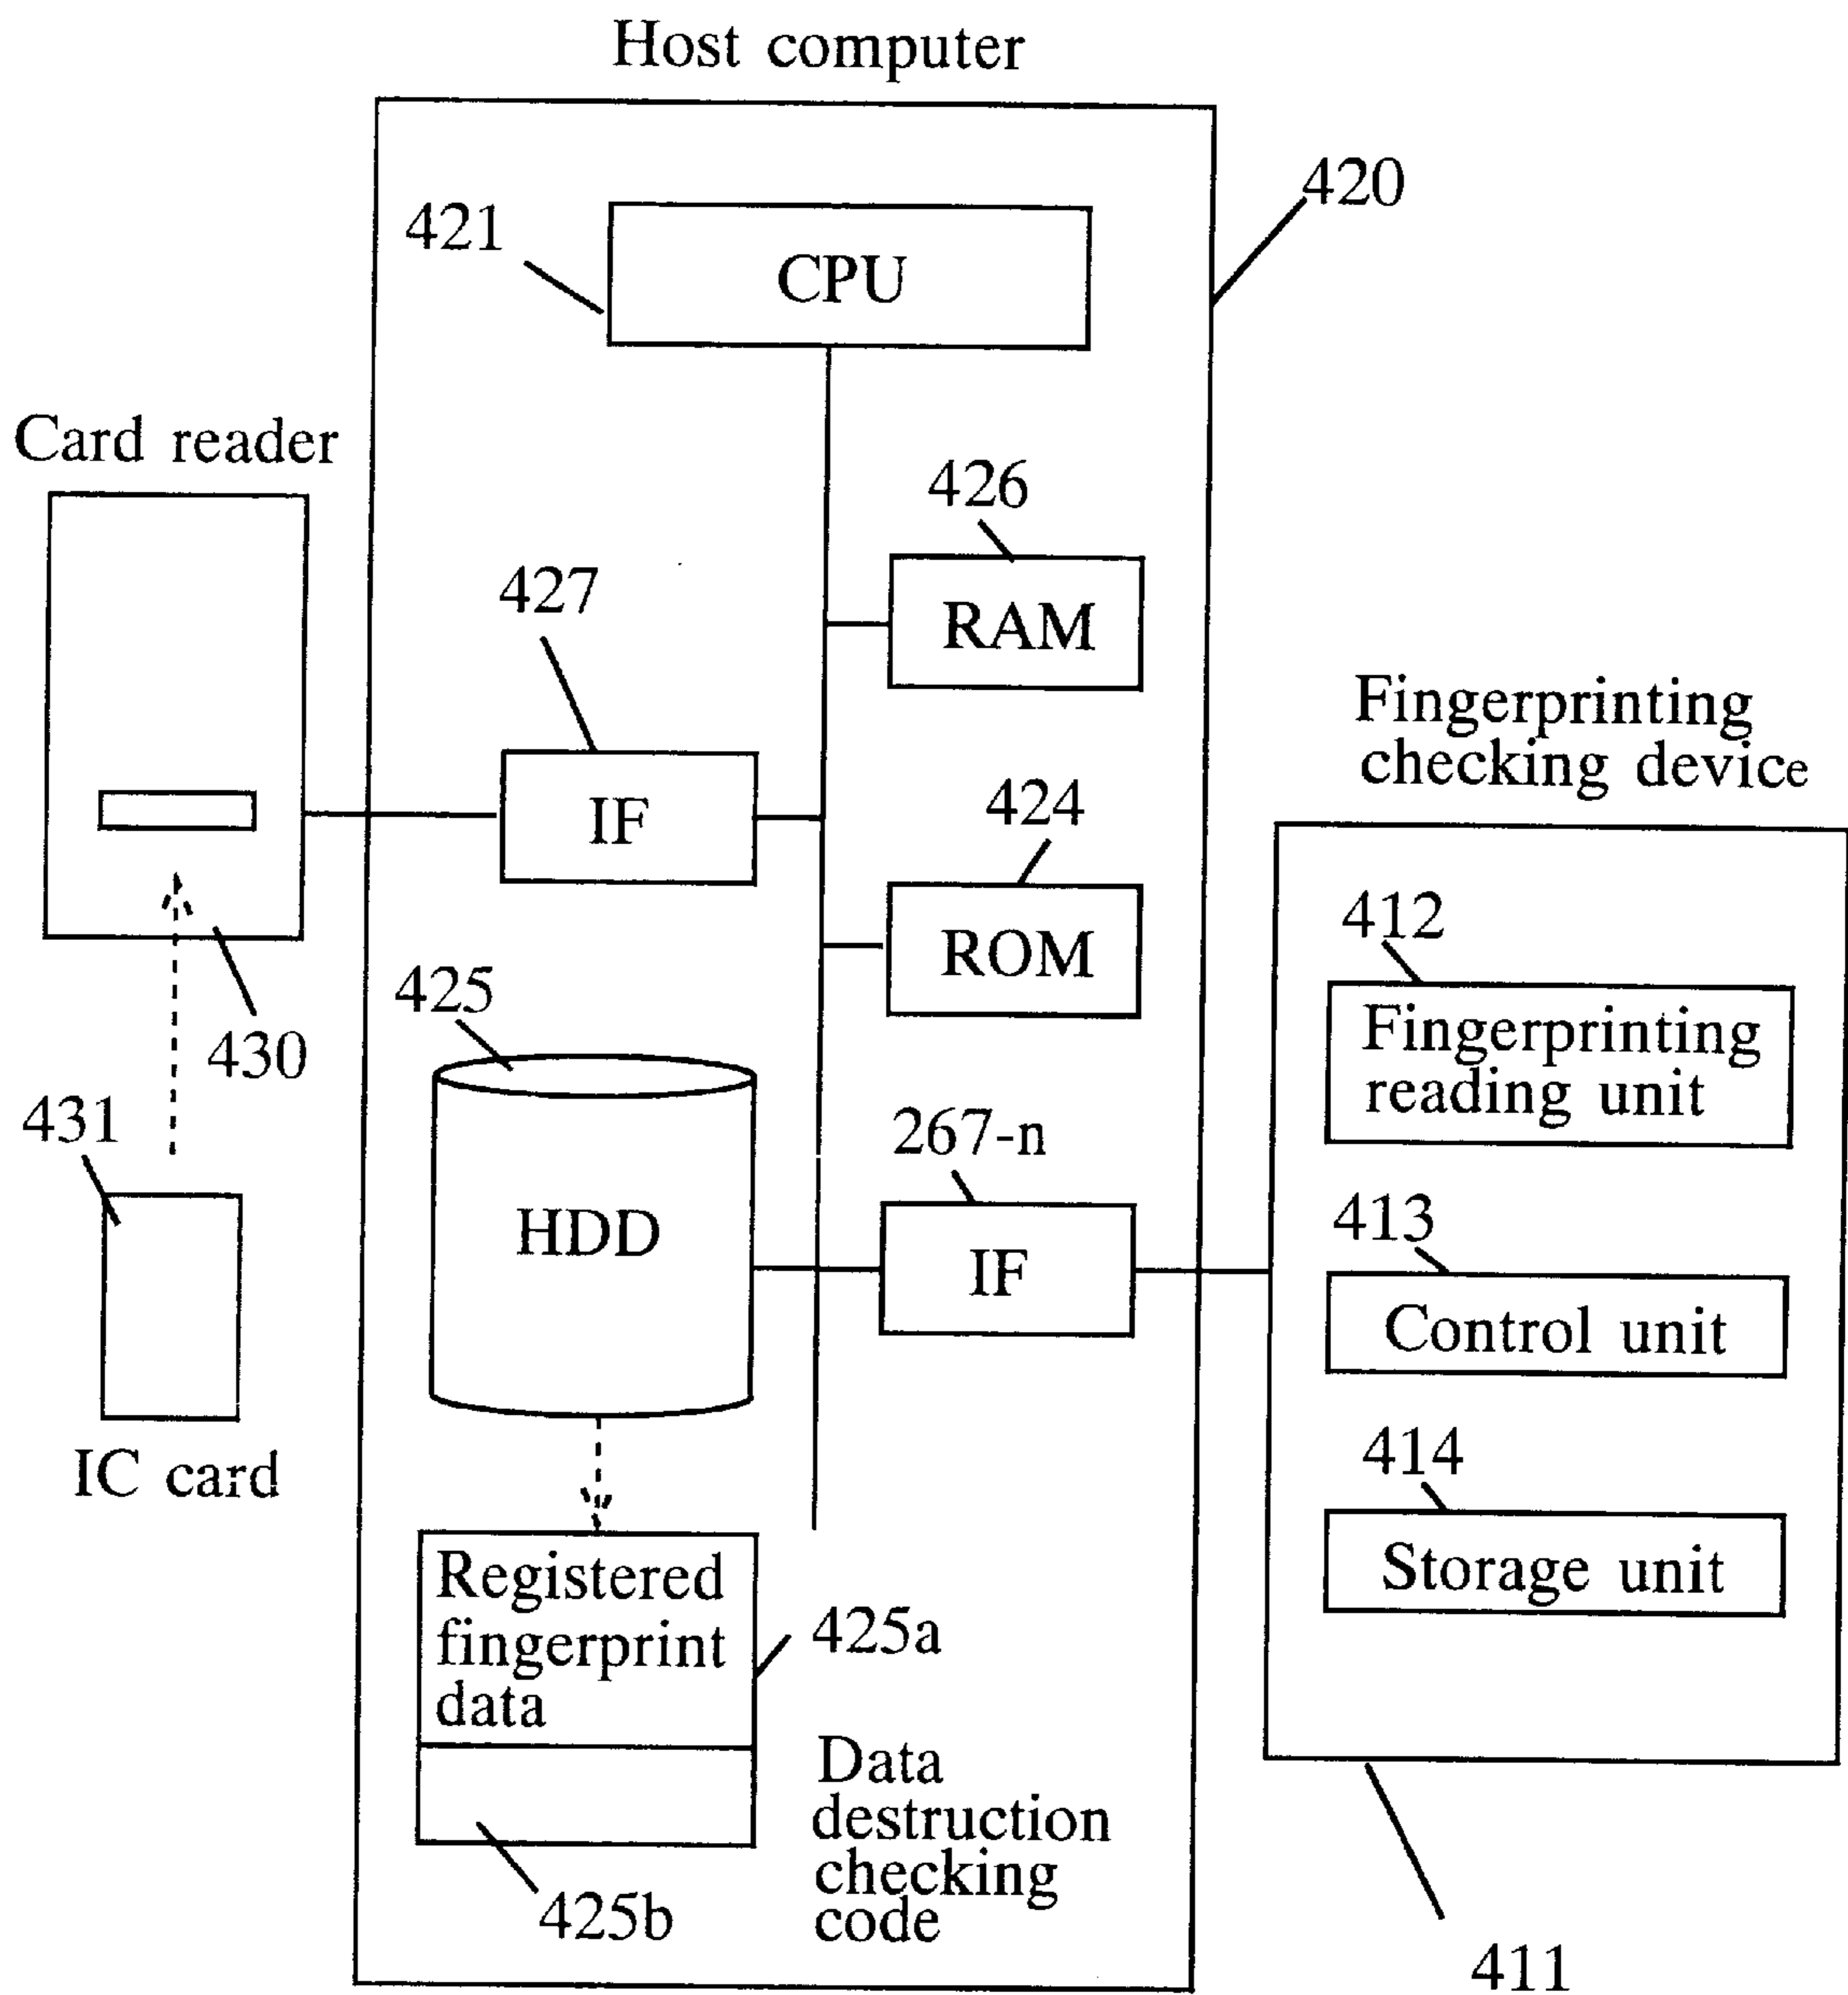 Host computer
420
421
CPU
Card reader
426
RAM
427
IF
424
ROM
430
425
HDD
431
IC card
267-n
IF
Fingerprinting
checking device
412
Fingerprinting
reading unit
413
Control unit
414
Storage unit
Registered
fingerprint
data
425a
Data
destruction
checking
code
425b
411